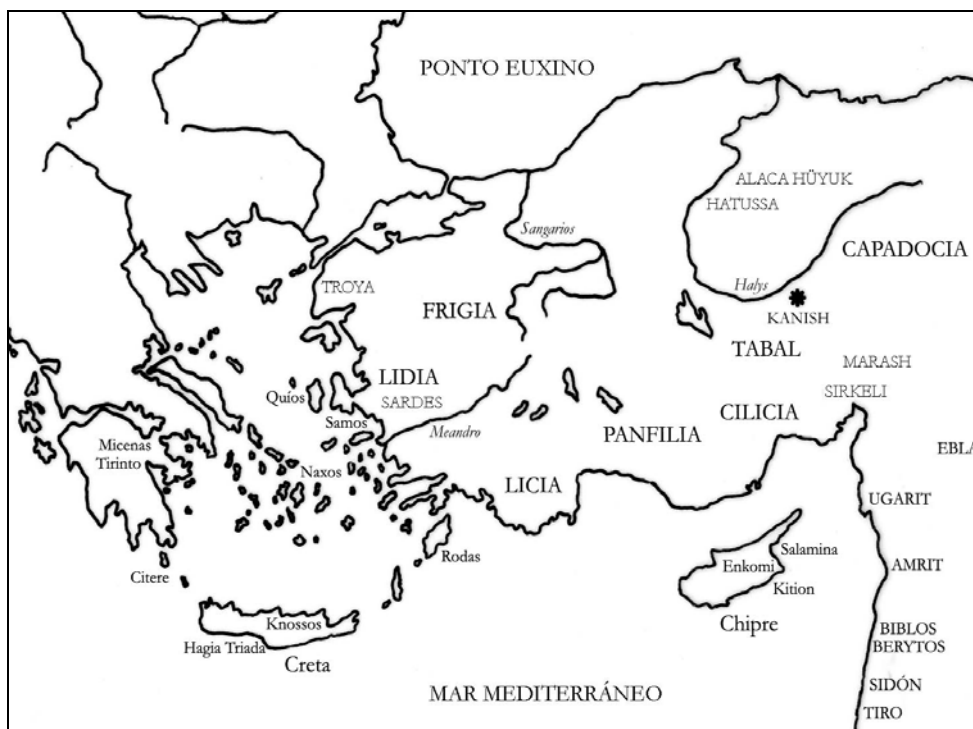 PONTO EUXINO
ALACA HÜYUK
HATUSSA
Sangarios
CAPADOCIA
TROYA
Halys
FRIGIA
KANISH
TABAL
MARASH
LIDIA
SIRKELI
Quíos
SARDES
CILICIA
Samos
Meandro
PANFILIA
Micenas
Tirinto
EBLA
Naxos
LICIA
UGARIT
Rodas
Salamina
Citere
Enkomi
AMRIT
Kition
Knossos
Chipre
BIBLOS
Hagia Triada
BERYTOS
Creta
SIDÓN
MAR MEDITERRÁNEO
TIRO